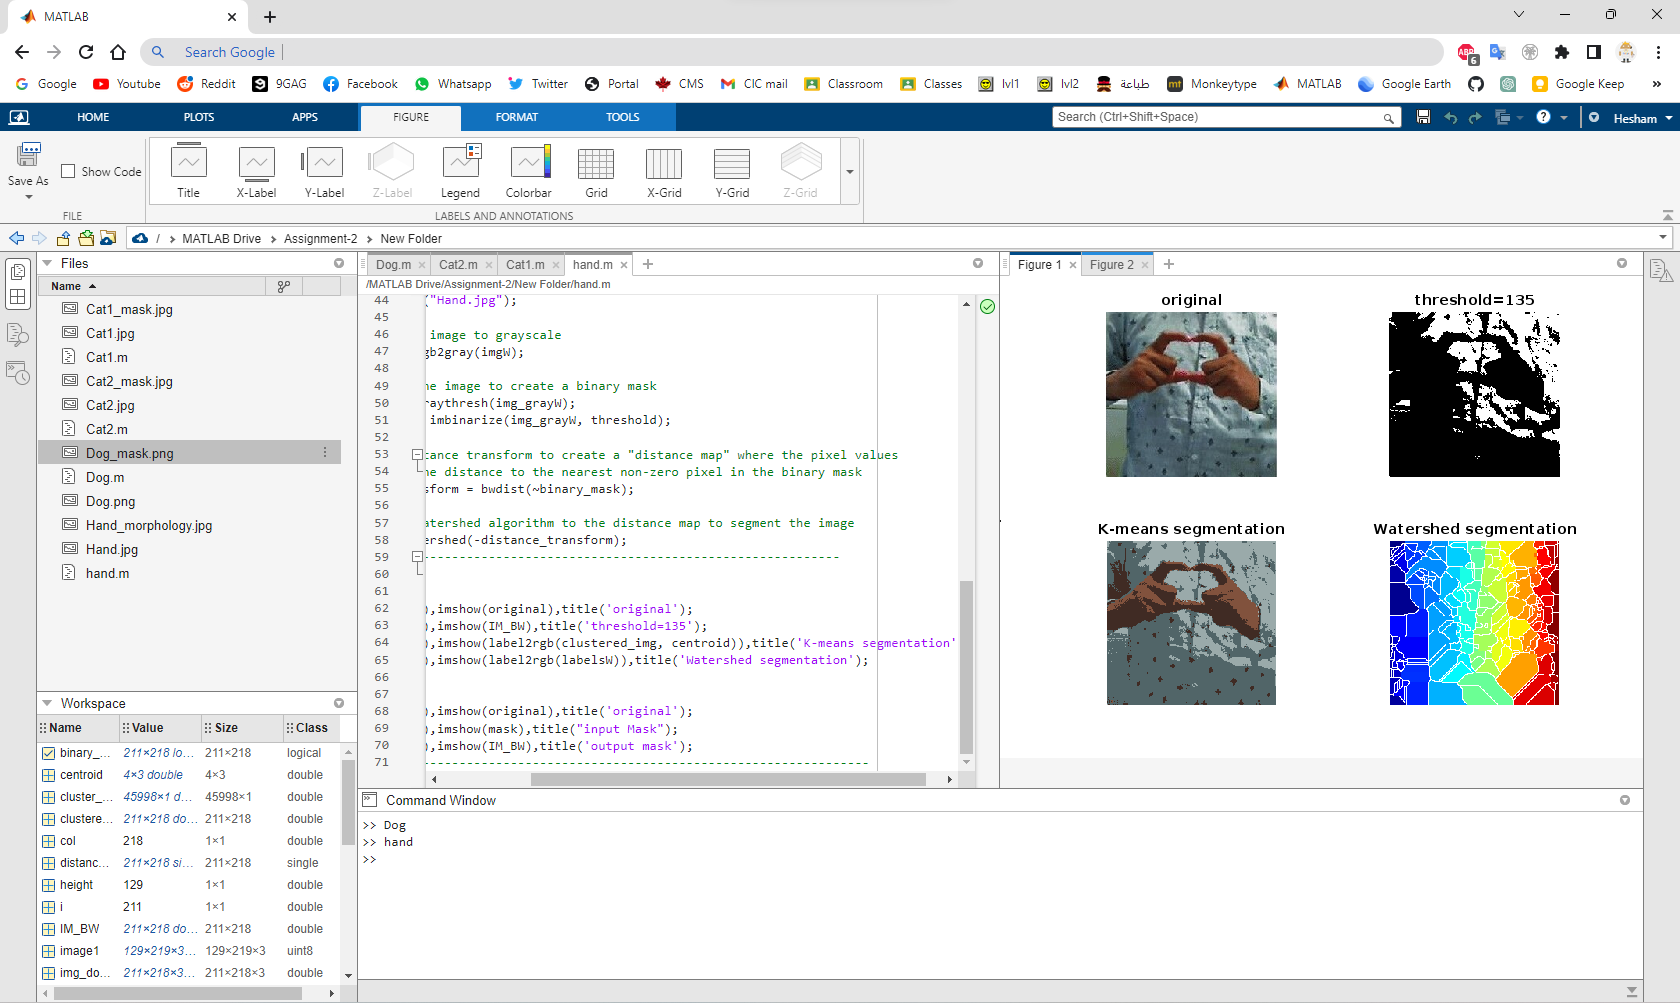 MATLAB
Search Google
ABP
6
Google
Youtube
Reddit
9GAG
Facebook
Whatsapp
Twitter
Portal
CMS
CIC mail
Classroom
Classes
lvl1
lvl2
طباعة
mt
Monkeytype
MATLAB
Google Earth
Google Keep
»
HOME
PLOTS
APPS
FIGURE
FORMAT
TOOLS
Search (Ctrl+Shift+Space)
Hesham
Save As
Show Code
Title
X-Label
Y-Label
Z-Label
Legend
Colorbar
Grid
X-Grid
Y-Grid
Z-Grid
FILE
LABELS AND ANNOTATIONS
/ › MATLAB Drive › Assignment-2 › New Folder
Files
Name
Cat1_mask.jpg
Cat1.jpg
Cat1.m
Cat2_mask.jpg
Cat2.jpg
Cat2.m
Dog_mask.png
Dog.m
Dog.png
Hand_morphology.jpg
Hand.jpg
hand.m
Workspace
Name Value Size Class
binary_... 211×218 lo... 211×218 logical
centroid 4×3 double 4×3 double
cluster_... 45998×1 d... 45998×1 double
clustere... 211×218 do... 211×218 double
col 218 1×1 double
distanc... 211×218 si... 211×218 single
height 129 1×1 double
i 211 1×1 double
IM_BW 211×218 do... 211×218 double
image1 129×219×3... 129×219×3 uint8
img_do... 211×218×3... 211×218×3 double
Dog.m Cat2.m Cat1.m hand.m
/MATLAB Drive/Assignment-2/New Folder/hand.m
44 ("Hand.jpg");
45
46 image to grayscale
47 gb2gray(imgW);
48
49 he image to create a binary mask
50 raythresh(img_grayW);
51 imbinarize(img_grayW, threshold);
52
53 tance transform to create a "distance map" where the pixel values
54 he distance to the nearest non-zero pixel in the binary mask
55 sform = bwdist(~binary_mask);
56
57 atershed algorithm to the distance map to segment the image
58 ershed(-distance_transform);
59 ---------------------------------------------------------
60
61
62 ),imshow(original),title('original');
63 ),imshow(IM_BW),title('threshold=135');
64 ),imshow(label2rgb(clustered_img, centroid)),title('K-means segmentation'
65 ),imshow(label2rgb(labelsW)),title('Watershed segmentation');
66
67
68 ),imshow(original),title('original');
69 ),imshow(mask),title("input Mask");
70 ),imshow(IM_BW),title('output mask');
71 -------------------------------------------------------------
Figure 1 Figure 2
original
threshold=135
K-means segmentation
Watershed segmentation
Command Window
>> Dog
>> hand
>>